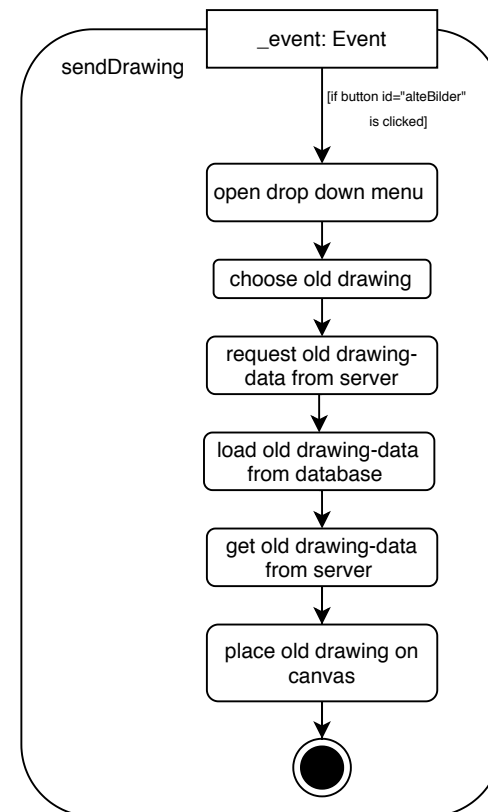 _event: Event
sendDrawing
[if button id="alteBilder"
is clicked]
open drop down menu
choose old drawing
request old drawing-
data from server
load old drawing-data
from database
get old drawing-data
from server
place old drawing on
canvas